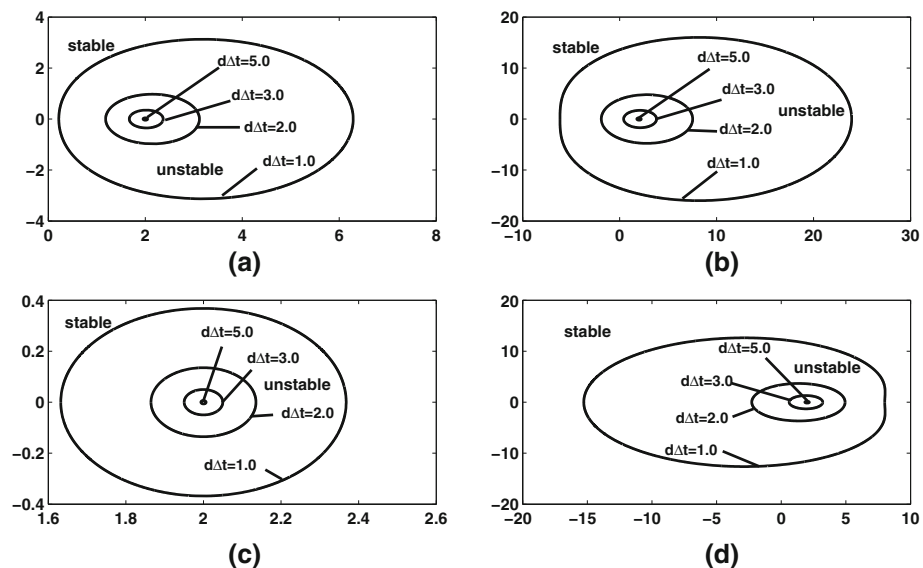 4
2
0
−2
−4
0
2
4
6
8
stable
dΔt=5.0
dΔt=3.0
dΔt=2.0
unstable
dΔt=1.0
(a)
20
10
0
−10
−20
−10
0
10
20
30
stable
dΔt=5.0
dΔt=3.0
unstable
dΔt=2.0
dΔt=1.0
(b)
0.4
0.2
0
−0.2
−0.4
1.6
1.8
2
2.2
2.4
2.6
stable
dΔt=5.0
dΔt=3.0
unstable
dΔt=2.0
dΔt=1.0
(c)
20
10
0
−10
−20
−20
−15
−10
−5
0
5
10
stable
dΔt=5.0
unstable
dΔt=3.0
dΔt=2.0
dΔt=1.0
(d)